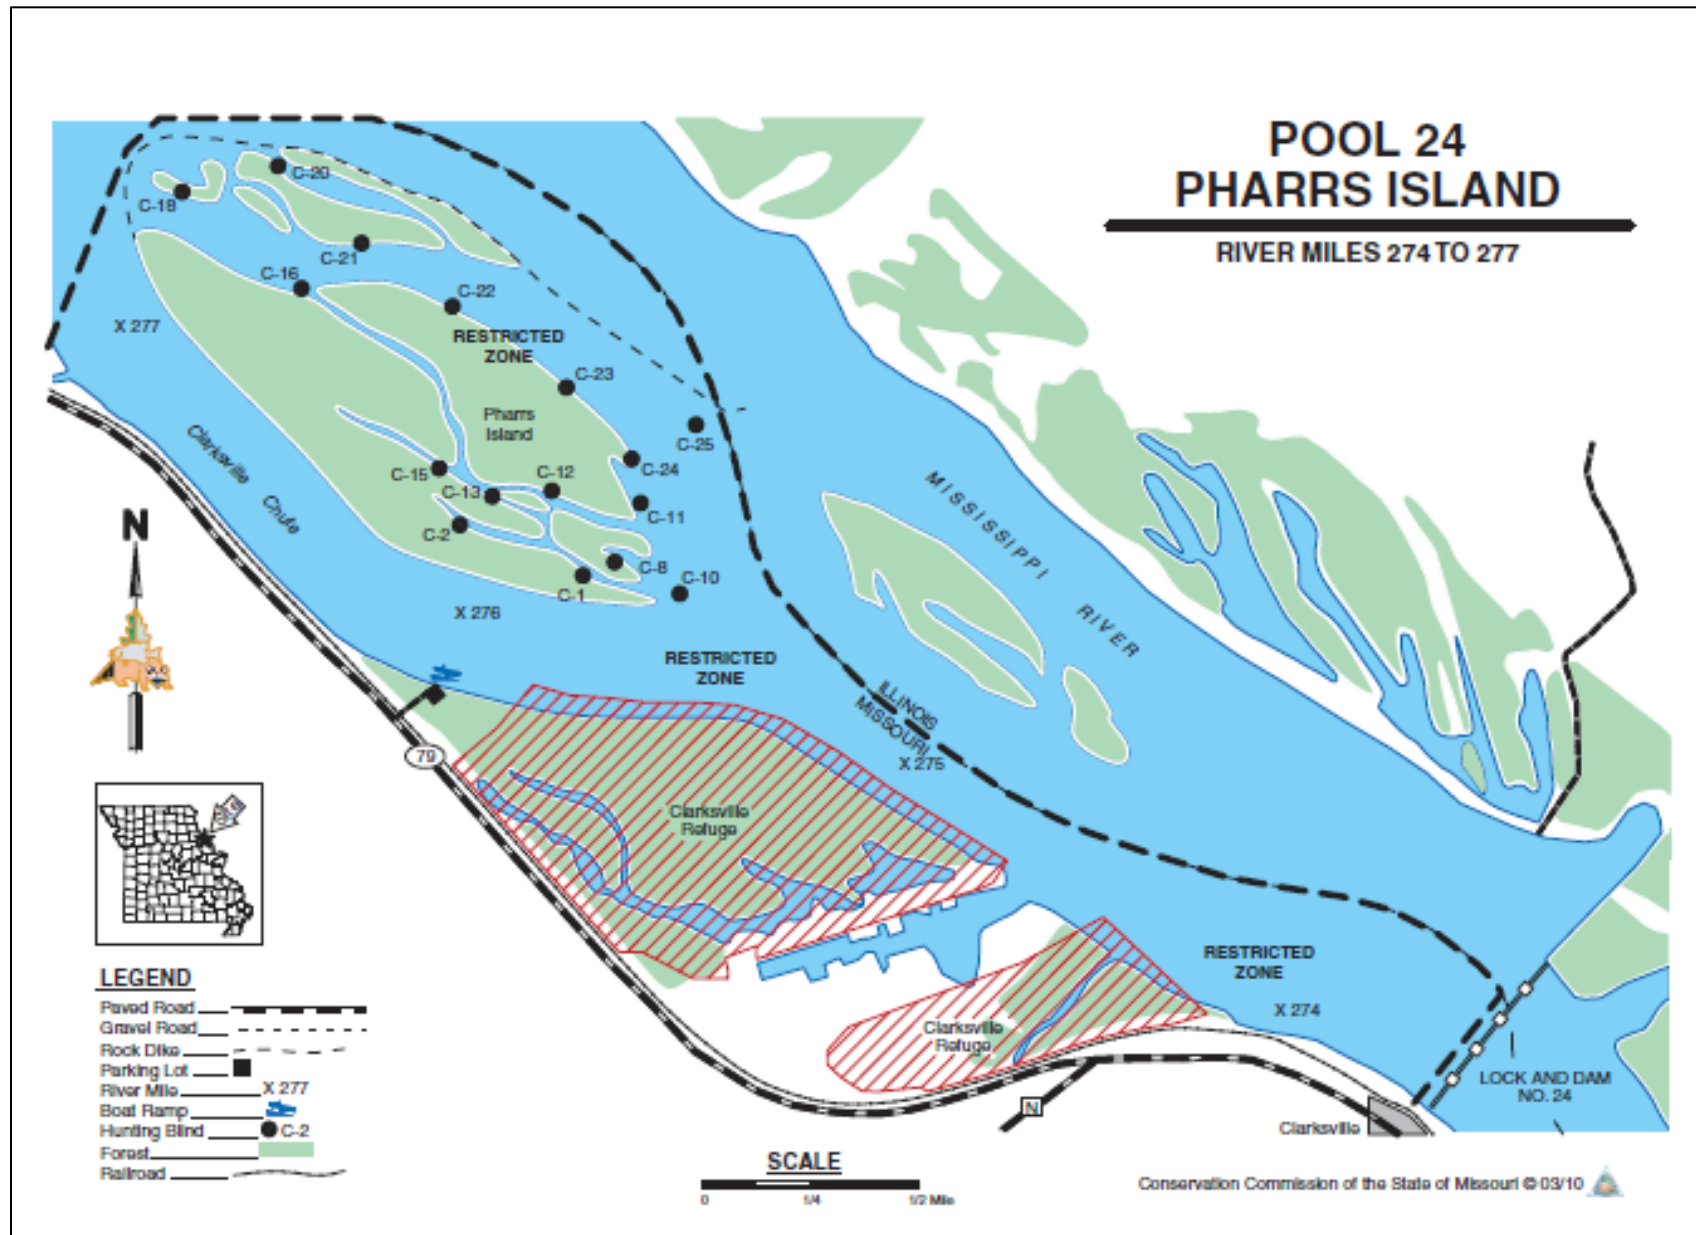 POOL 24
PHARRS ISLAND
RIVER MILES 274 TO 277
C-20
C-18
C-21
C-16
C-22
X 277
RESTRICTED
ZONE
C-23
Pharrs
Island
C-25
C-24
C-15
C-12
C-13
C-11
C-2
C-8
C-10
C-1
Clarksville Chute
MISSISSIPPI RIVER
N
X 276
RESTRICTED
ZONE
ILLINOIS
MISSOURI
X 275
79
Clarksville
Refuge
RESTRICTED
ZONE
X 274
Clarksville
Refuge
LOCK AND DAM
NO. 24
N
Clarksville
LEGEND
Paved Road
Gravel Road
Rock Dike
Parking Lot
River Mile X 277
Boat Ramp
Hunting Blind C-2
Forest
Railroad
SCALE
0 1/4 1/2 Mile
Conservation Commission of the State of Missouri © 03/10